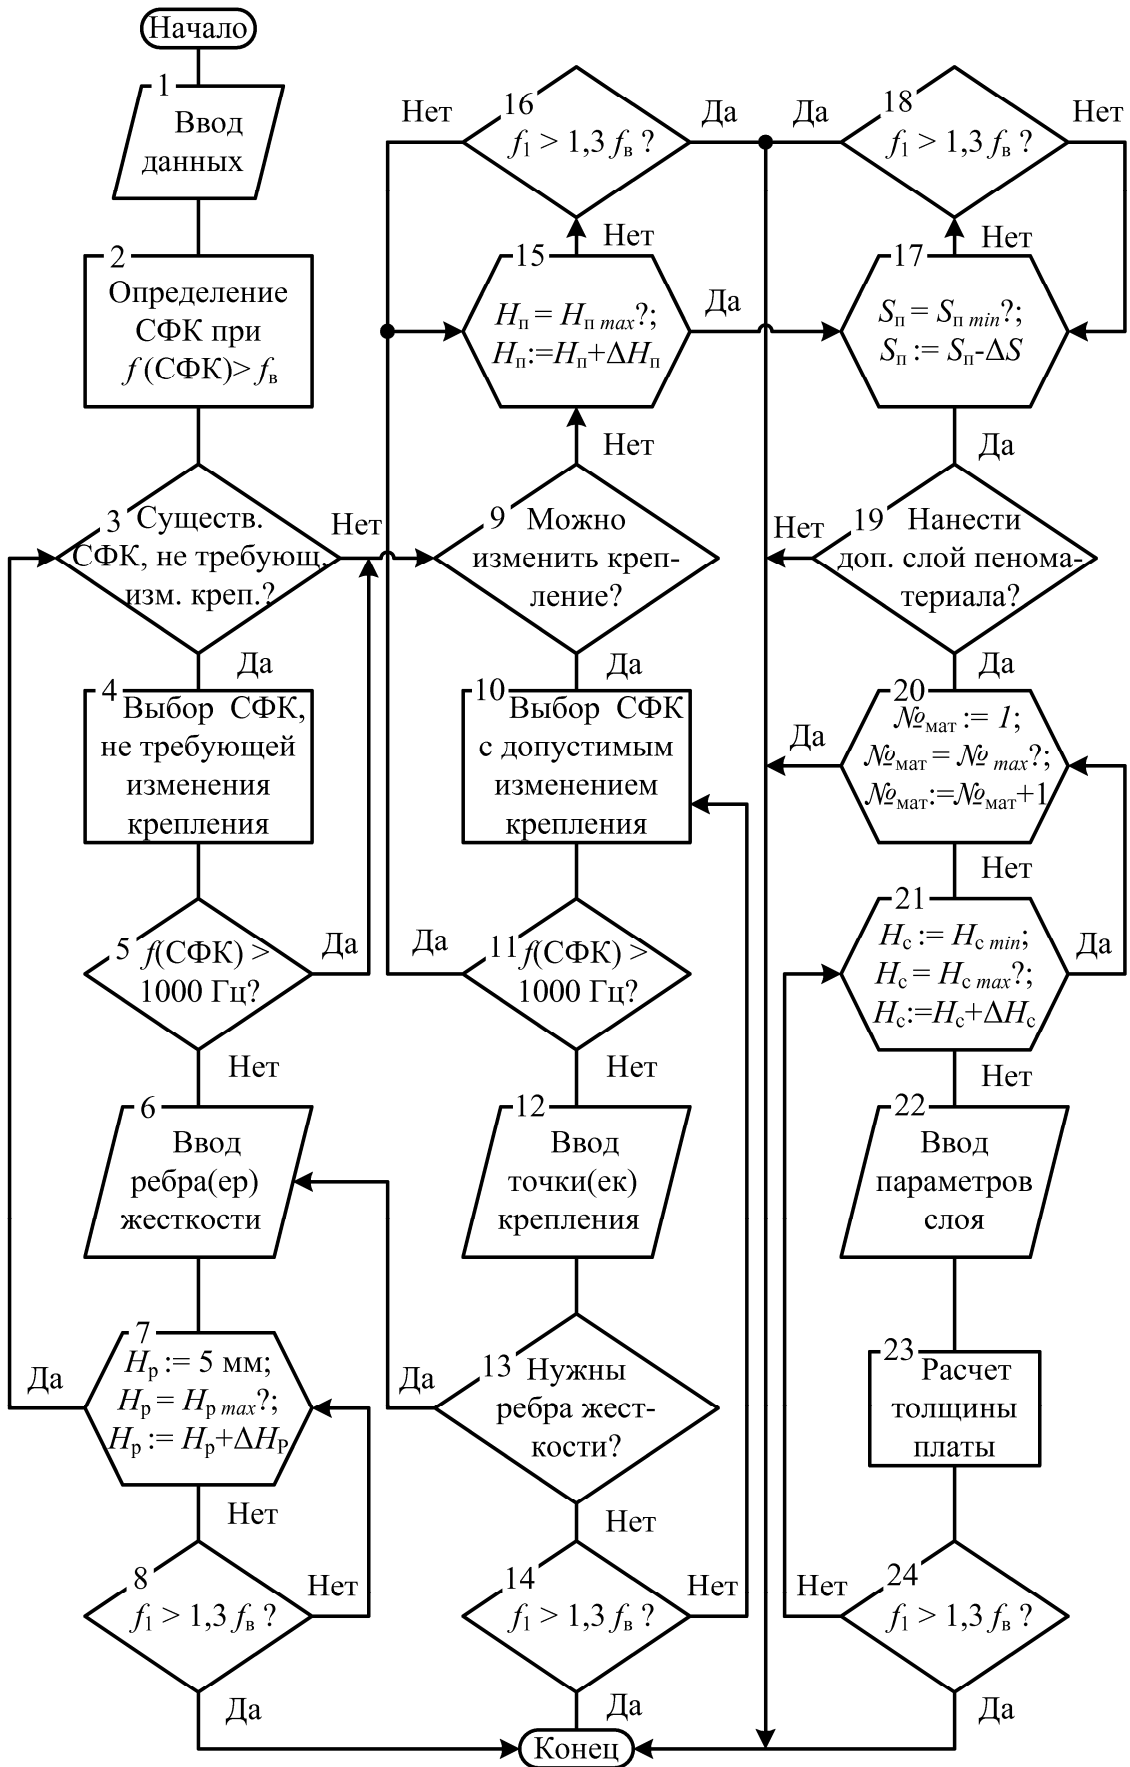 Начало
1
Ввод
данных
2
Определение
СФК при
f (СФК)> fв
3 Существ.
СФК, не требующ.
изм. креп.?
Нет
Да
4
Выбор СФК,
не требующей
изменения
крепления
5 f(СФК) >
1000 Гц?
Да
Нет
6
Ввод
ребра(ер)
жесткости
7
Hр := 5 мм;
Hр = Hр max?;
Hр := Hр+ΔHР
Да
Нет
8
f1 > 1,3 fв ?
Нет
Да
16
f1 > 1,3 fв ?
Нет
Да
Нет
15
Hп = Hп max?;
Hп:=Hп+ΔHп
Да
Нет
9 Можно
изменить креп-
ление?
Да
10
Выбор СФК
с допустимым
изменением
крепления
11 f(СФК) >
1000 Гц?
Да
Нет
12
Ввод
точки(ек)
крепления
13 Нужны
ребра жест-
кости?
Да
Нет
14
f1 > 1,3 fв ?
Нет
Да
Конец
18
f1 > 1,3 fв ?
Да
Нет
Нет
17
Sп = Sп min?;
Sп := Sп-ΔS
Да
19 Нанести
доп. слой пенома-
териала?
Нет
Да
20
№мат := 1;
№мат = № max?;
№мат:=№мат+1
Да
Нет
21
Hс := Hс min;
Hс = Hс max?;
Hс:=Hс+ΔHс
Да
Нет
22
Ввод
параметров
слоя
23
Расчет
толщины
платы
24
f1 > 1,3 fв ?
Нет
Да